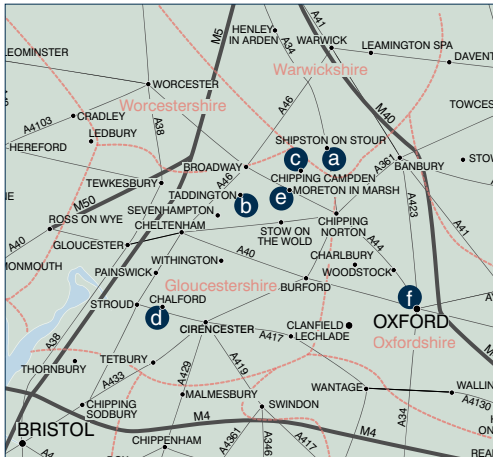 HENLEY
IN ARDEN
A41
WARWICK
LEAMINGTON SPA
DAVENT
LEOMINSTER
M5
A34
Warwickshire
WORCESTER
A46
M40
TOWCES
Worcestershire
A4103
CRADLEY
LEDBURY
HEREFORD
A38
SHIPSTON ON STOUR
c
a
A361
BANBURY
STOW
BROADWAY
CHIPPING CAMPDEN
TEWKESBURY
A46
TADDINGTON
b
e
MORETON IN MARSH
A423
M50
ROSS ON WYE
SEVENHAMPTON
CHELTENHAM
STOW ON
THE WOLD
CHIPPING
NORTON
A40
GLOUCESTER
MONMOUTH
A40
A44
CHARLBURY
WOODSTOCK
PAINSWICK
WITHINGTON
Gloucestershire
BURFORD
f
STROUD
CHALFORD
d
OXFORD
CIRENCESTER
CLANFIELD
LECHLADE
Oxfordshire
A38
A417
THORNBURY
TETBURY
A433
A429
A419
WANTAGE
WALLIN
A4130
CHIPPING
SODBURY
MALMESBURY
SWINDON
A34
M4
BRISTOL
A4
CHIPPENHAM
A4361
A346
A417
M4
REA